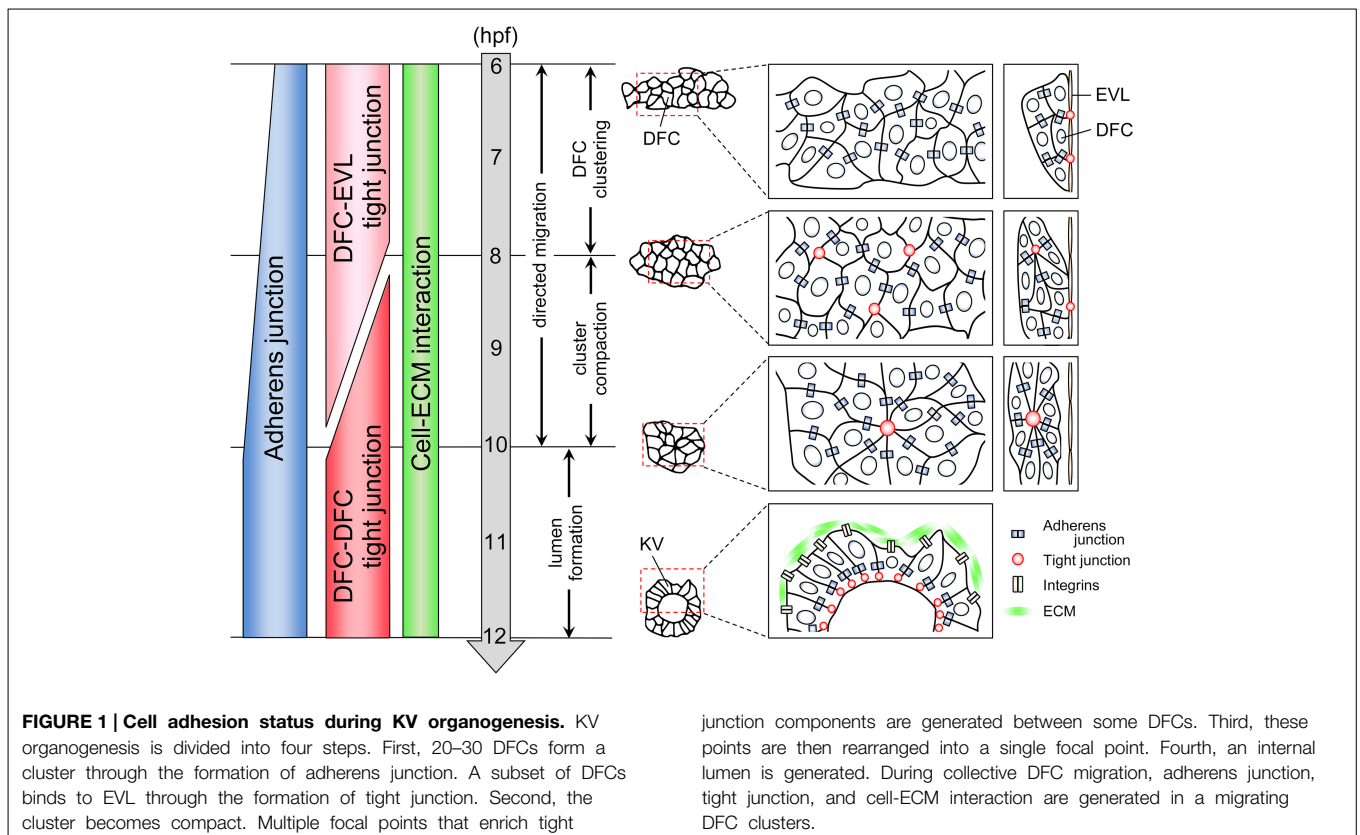 (hpf)
6
7
8
9
10
11
12
Adherens junction
DFC-EVL
tight junction
DFC-DFC
tight junction
Cell-ECM interaction
directed migration
DFC
clustering
cluster
compaction
lumen
formation
DFC
KV
EVL
DFC
Adherens
junction
Tight junction
Integrins
ECM
FIGURE 1 | Cell adhesion status during KV organogenesis. KV
organogenesis is divided into four steps. First, 20–30 DFCs form a
cluster through the formation of adherens junction. A subset of DFCs
binds to EVL through the formation of tight junction. Second, the
cluster becomes compact. Multiple focal points that enrich tight
junction components are generated between some DFCs. Third, these
points are then rearranged into a single focal point. Fourth, an internal
lumen is generated. During collective DFC migration, adherens junction,
tight junction, and cell-ECM interaction are generated in a migrating
DFC clusters.